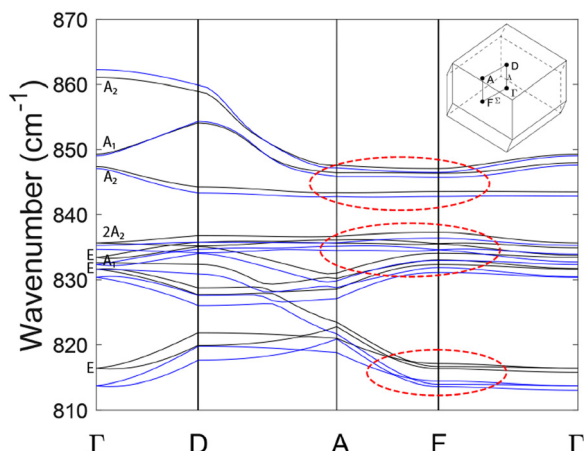 Wavenumber (cm⁻¹)
870
860
850
840
830
820
810
A₂
A₁
A₂
2A₂
E
A₁
E
E
D
A
Λ
Γ
F Σ
Γ
D
A
F
Γ